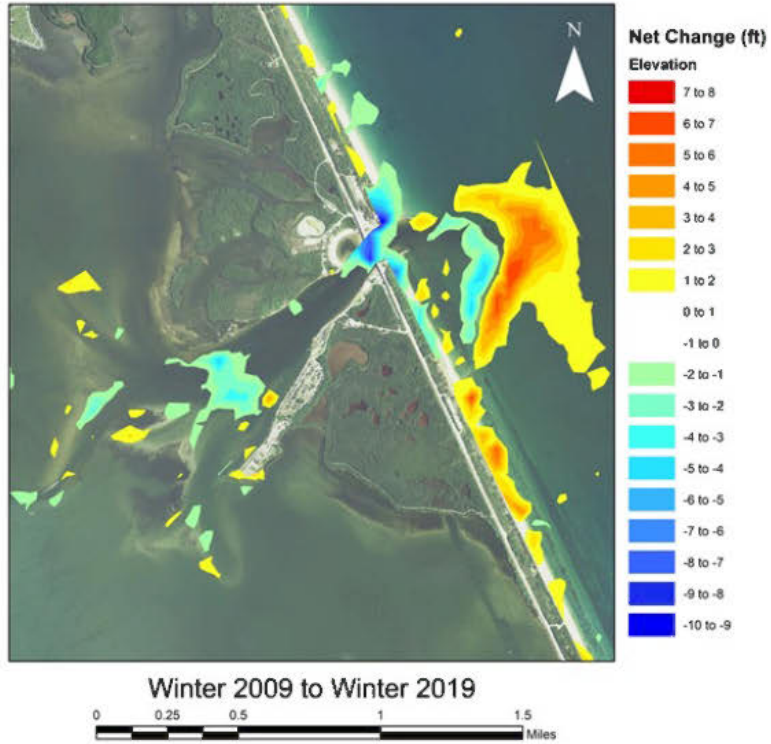 N
Net Change (ft)
Elevation
7 to 8
6 to 7
5 to 6
4 to 5
3 to 4
2 to 3
1 to 2
0 to 1
-1 to 0
-2 to -1
-3 to -2
-4 to -3
-5 to -4
-6 to -5
-7 to -6
-8 to -7
-9 to -8
-10 to -9
Winter 2009 to Winter 2019
0 0.25 0.5 1 1.5
Miles